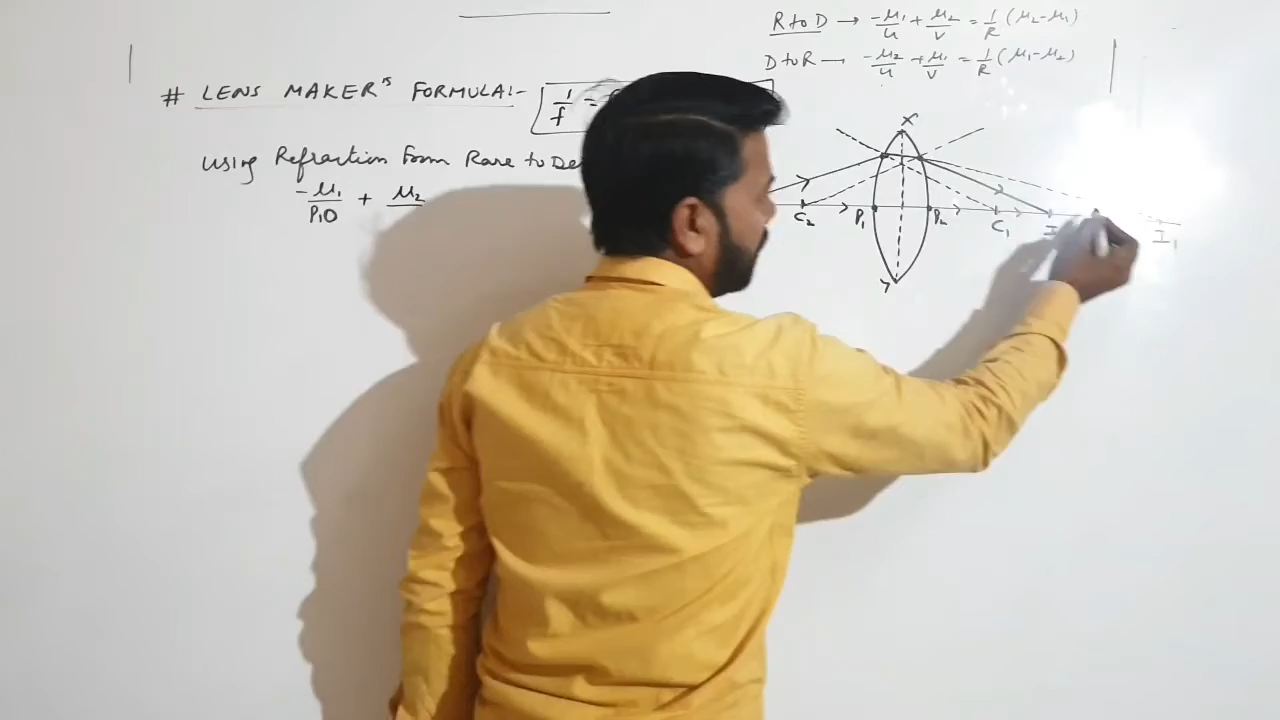 R to D → -μ₁/u + μ₂/v = 1/R (μ₂-μ₁)
D to R → -μ₂/u + μ₁/v = 1/R (μ₁-μ₂)
# LENS MAKER'S FORMULA:- 1/f =
Using Refraction Form Rare to De
-μ₁/P₁O + μ₂
X
C₂ P₁ P₂ C₁ I I₁
Y